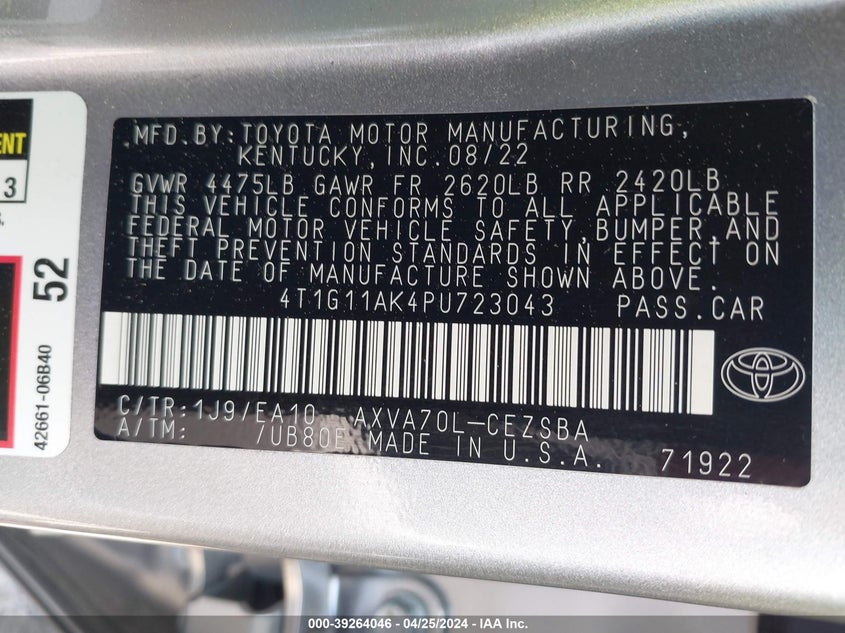 MFD.BY:TOYOTA MOTOR MANUFACTURING,
KENTUCKY,INC.08/22
GVWR 4475LB GAWR FR 2620LB RR 2420LB
THIS VEHICLE CONFORMS TO ALL APPLICABLE
FEDERAL MOTOR VEHICLE SAFETY,BUMPER,AND
THEFT PREVENTION STANDARDS IN EFFECT ON
THE DATE OF MANUFACTURE SHOWN ABOVE.
4T1G11AK4PU723043 PASS.CAR
C/TR:1J9/EA10 AXVA70L-CEZSBA
A/TM: /UB80E MADE IN U.S.A. 71922
52
42661-06B40
3
000-39264046 - 04/25/2024 - IAA Inc.